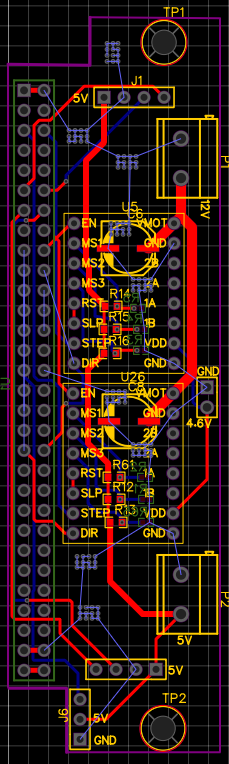 TP1
J1
5V
P1
12V
U5
C6
EN VMOT
MS1 GND
MS2 2B
MS3 2A
R14
RST 1A
R15
SLP 1B
R16
STEP VDD
DIR GND
U26
GND
EN VMOT
MS1 GND
4.6V
MS2 2B
MS3 2A
R61
RST 1A
R12
SLP 1B
R13
STEP VDD
DIR GND
P2
5V
5V
TP2
J6
5V
GND